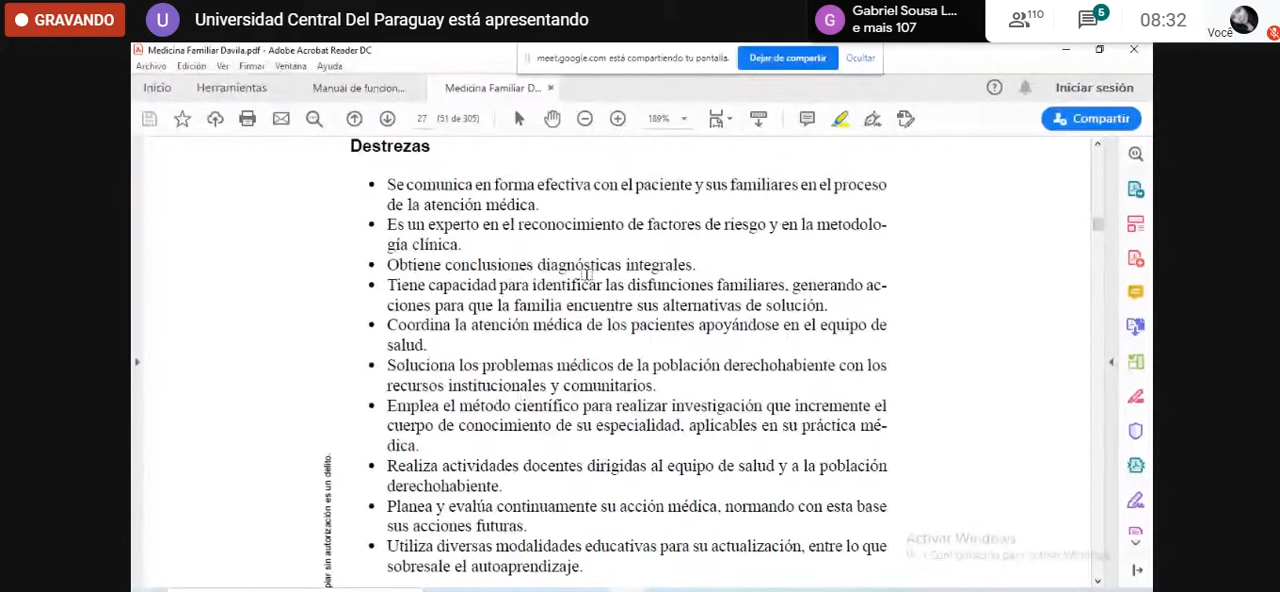 GRAVANDO
U
Universidad Central Del Paraguay está apresentando
G
Gabriel Sousa L...
e mais 107
110
5
08:32
Você
Medicina Familiar Davila.pdf - Adobe Acrobat Reader DC
meet.google.com está compartiendo tu pantalla.
Dejar de compartir
Ocultar
Archivo Edición Ver Firmar Ventana Ayuda
Inicio
Herramientas
Manual de funcion...
Medicina Familiar D... ×
Iniciar sesión
27 (51 de 305)
189%
Compartir
Destrezas
• Se comunica en forma efectiva con el paciente y sus familiares en el proceso
de la atención médica.
• Es un experto en el reconocimiento de factores de riesgo y en la metodolo-
gía clínica.
• Obtiene conclusiones diagnósticas integrales.
• Tiene capacidad para identificar las disfunciones familiares, generando ac-
ciones para que la familia encuentre sus alternativas de solución.
• Coordina la atención médica de los pacientes apoyándose en el equipo de
salud.
• Soluciona los problemas médicos de la población derechohabiente con los
recursos institucionales y comunitarios.
• Emplea el método científico para realizar investigación que incremente el
cuerpo de conocimiento de su especialidad, aplicables en su práctica mé-
dica.
• Realiza actividades docentes dirigidas al equipo de salud y a la población
derechohabiente.
• Planea y evalúa continuamente su acción médica, normando con esta base
sus acciones futuras.
• Utiliza diversas modalidades educativas para su actualización, entre lo que
sobresale el autoaprendizaje.
piar sin autorización es un delito.
Activar Windows
Configuración para activar Windows.